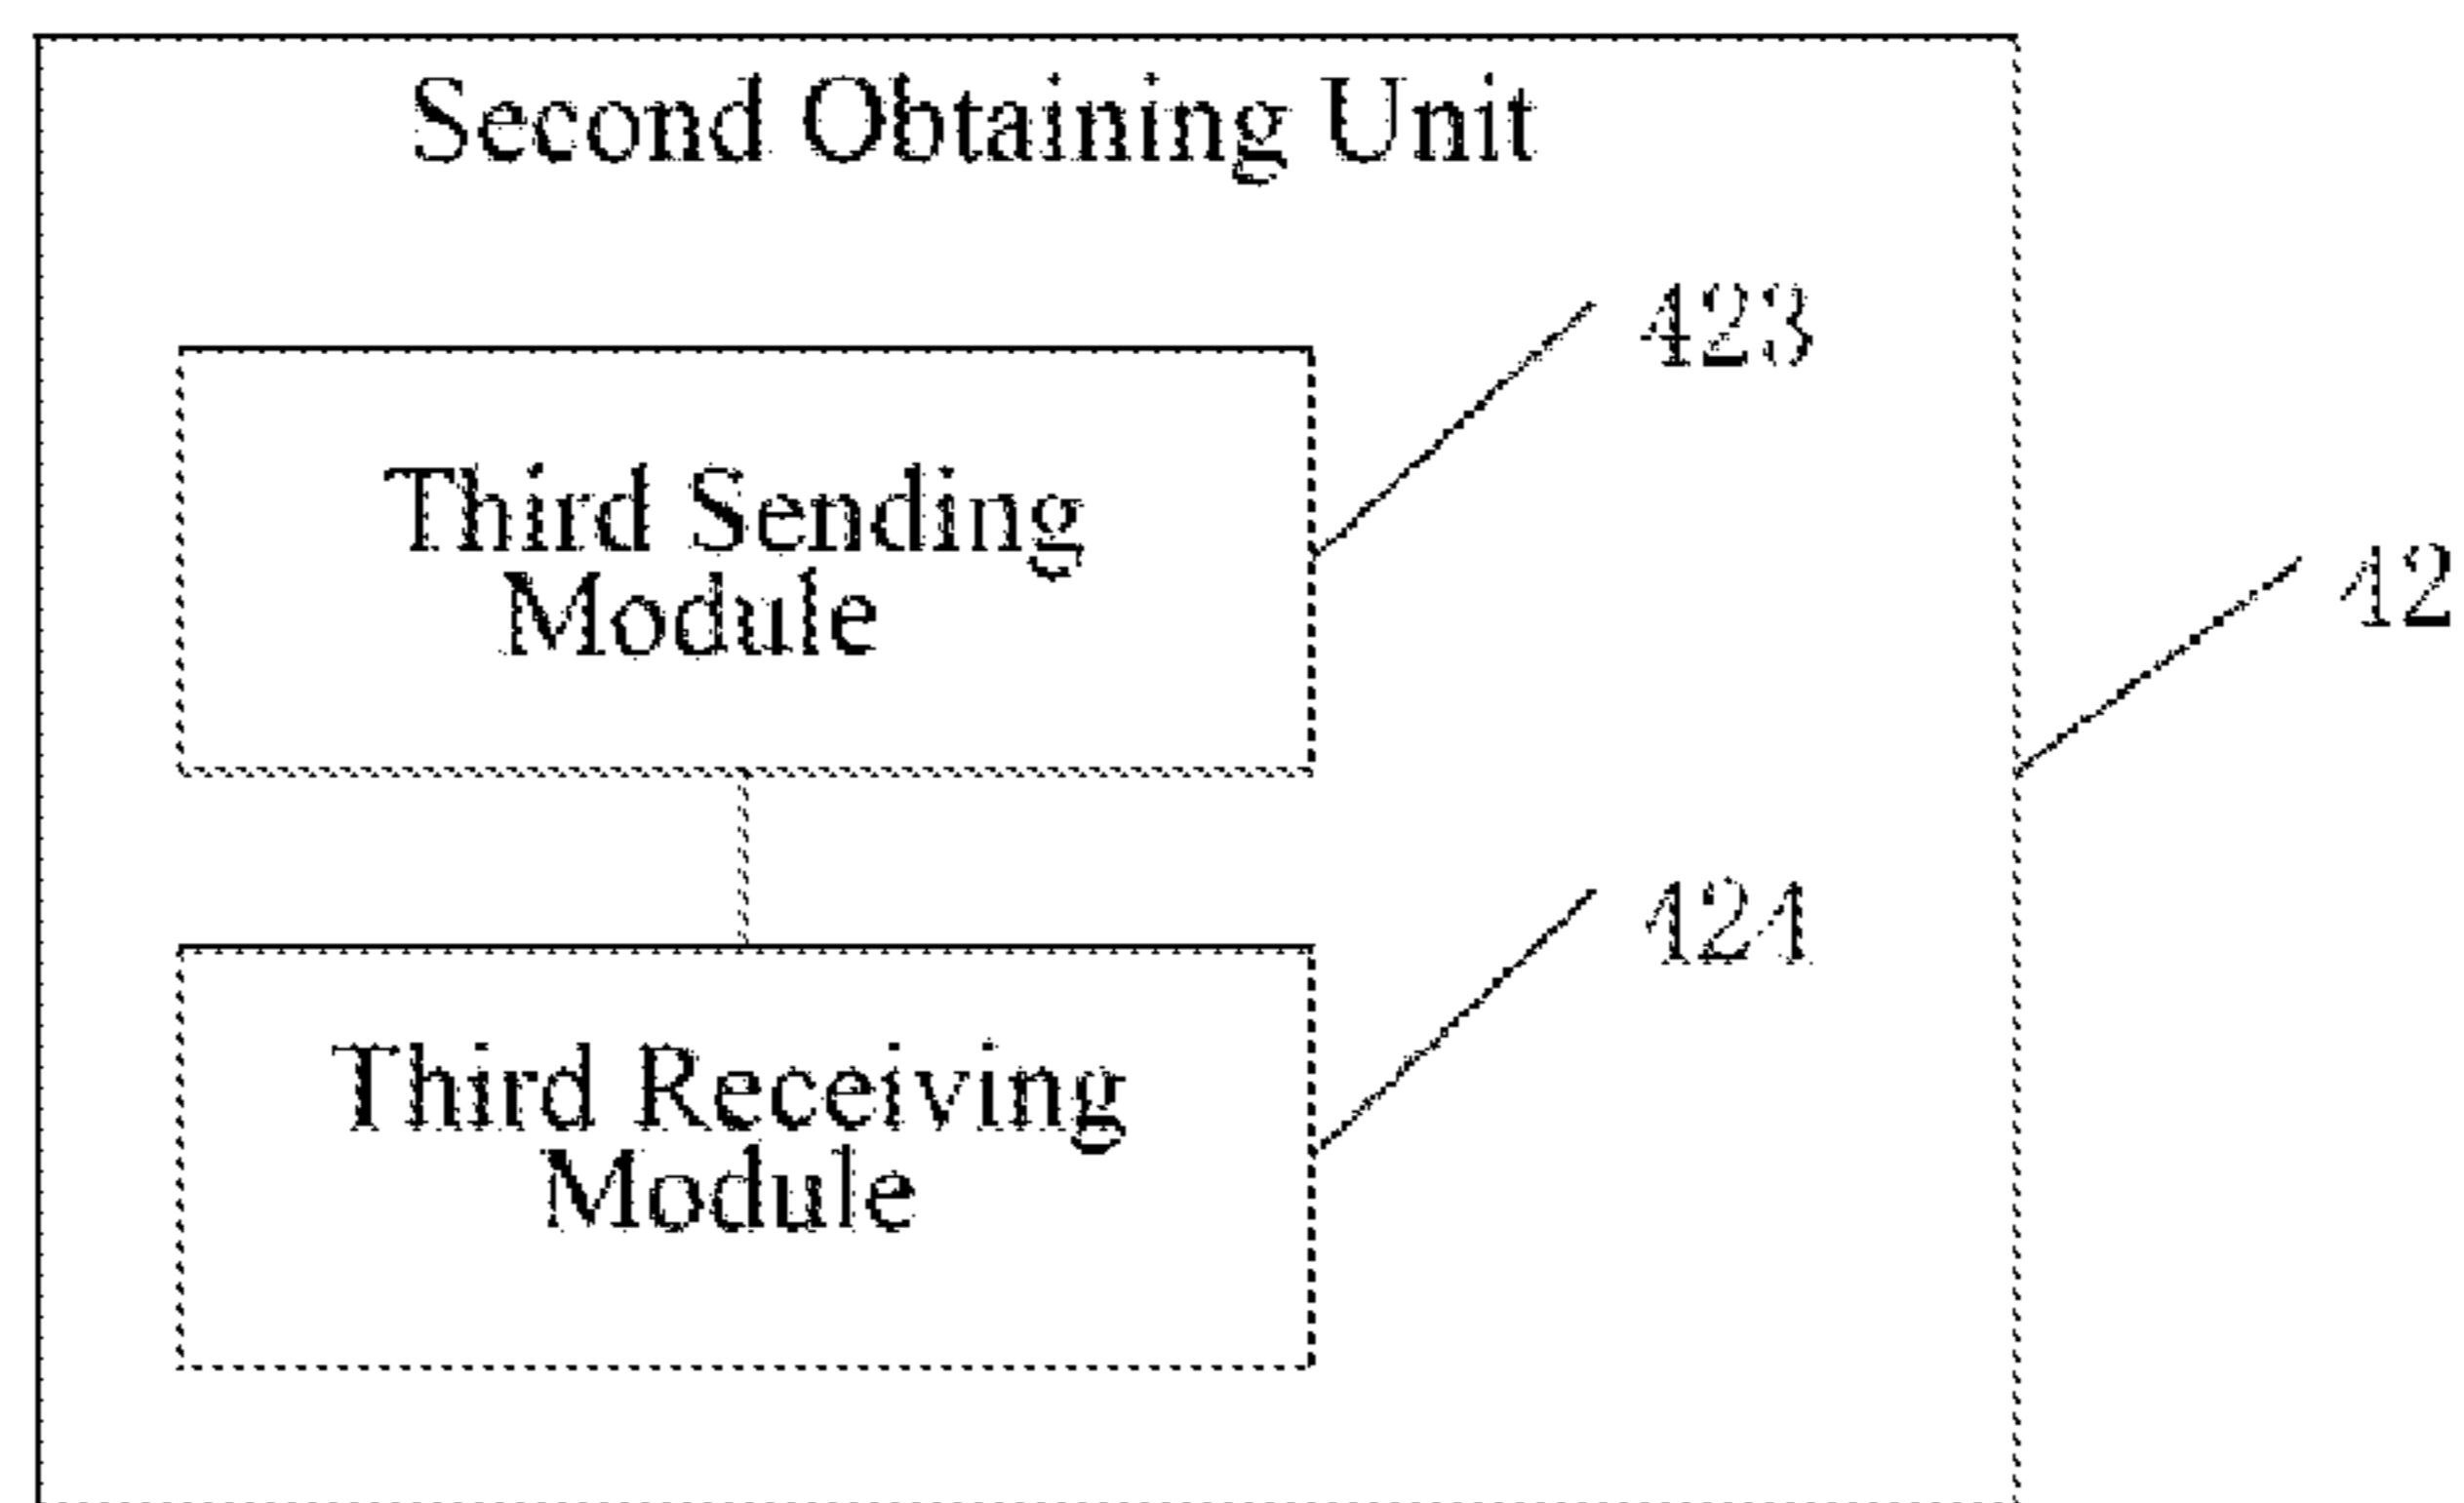 Second Obtaining Unit
423
Third Sending
Module
42
424
Third Receiving
Module